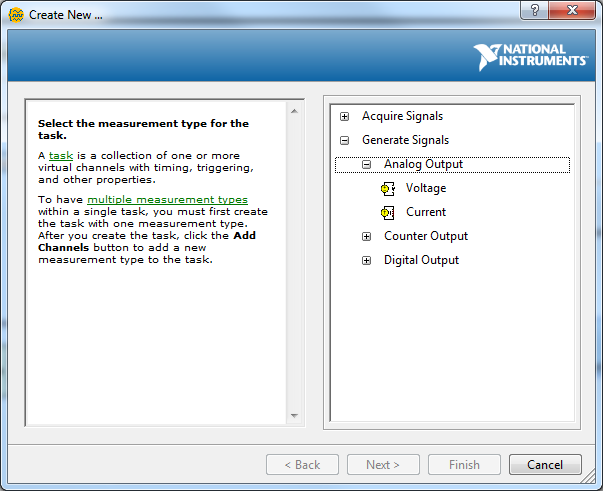 Create New ...
?
NATIONAL
INSTRUMENTS
Select the measurement type for the
task.
A task is a collection of one or more
virtual channels with timing, triggering,
and other properties.
To have multiple measurement types
within a single task, you must first create
the task with one measurement type.
After you create the task, click the Add
Channels button to add a new
measurement type to the task.
Acquire Signals
Generate Signals
Analog Output
Voltage
Current
Counter Output
Digital Output
< Back
Next >
Finish
Cancel